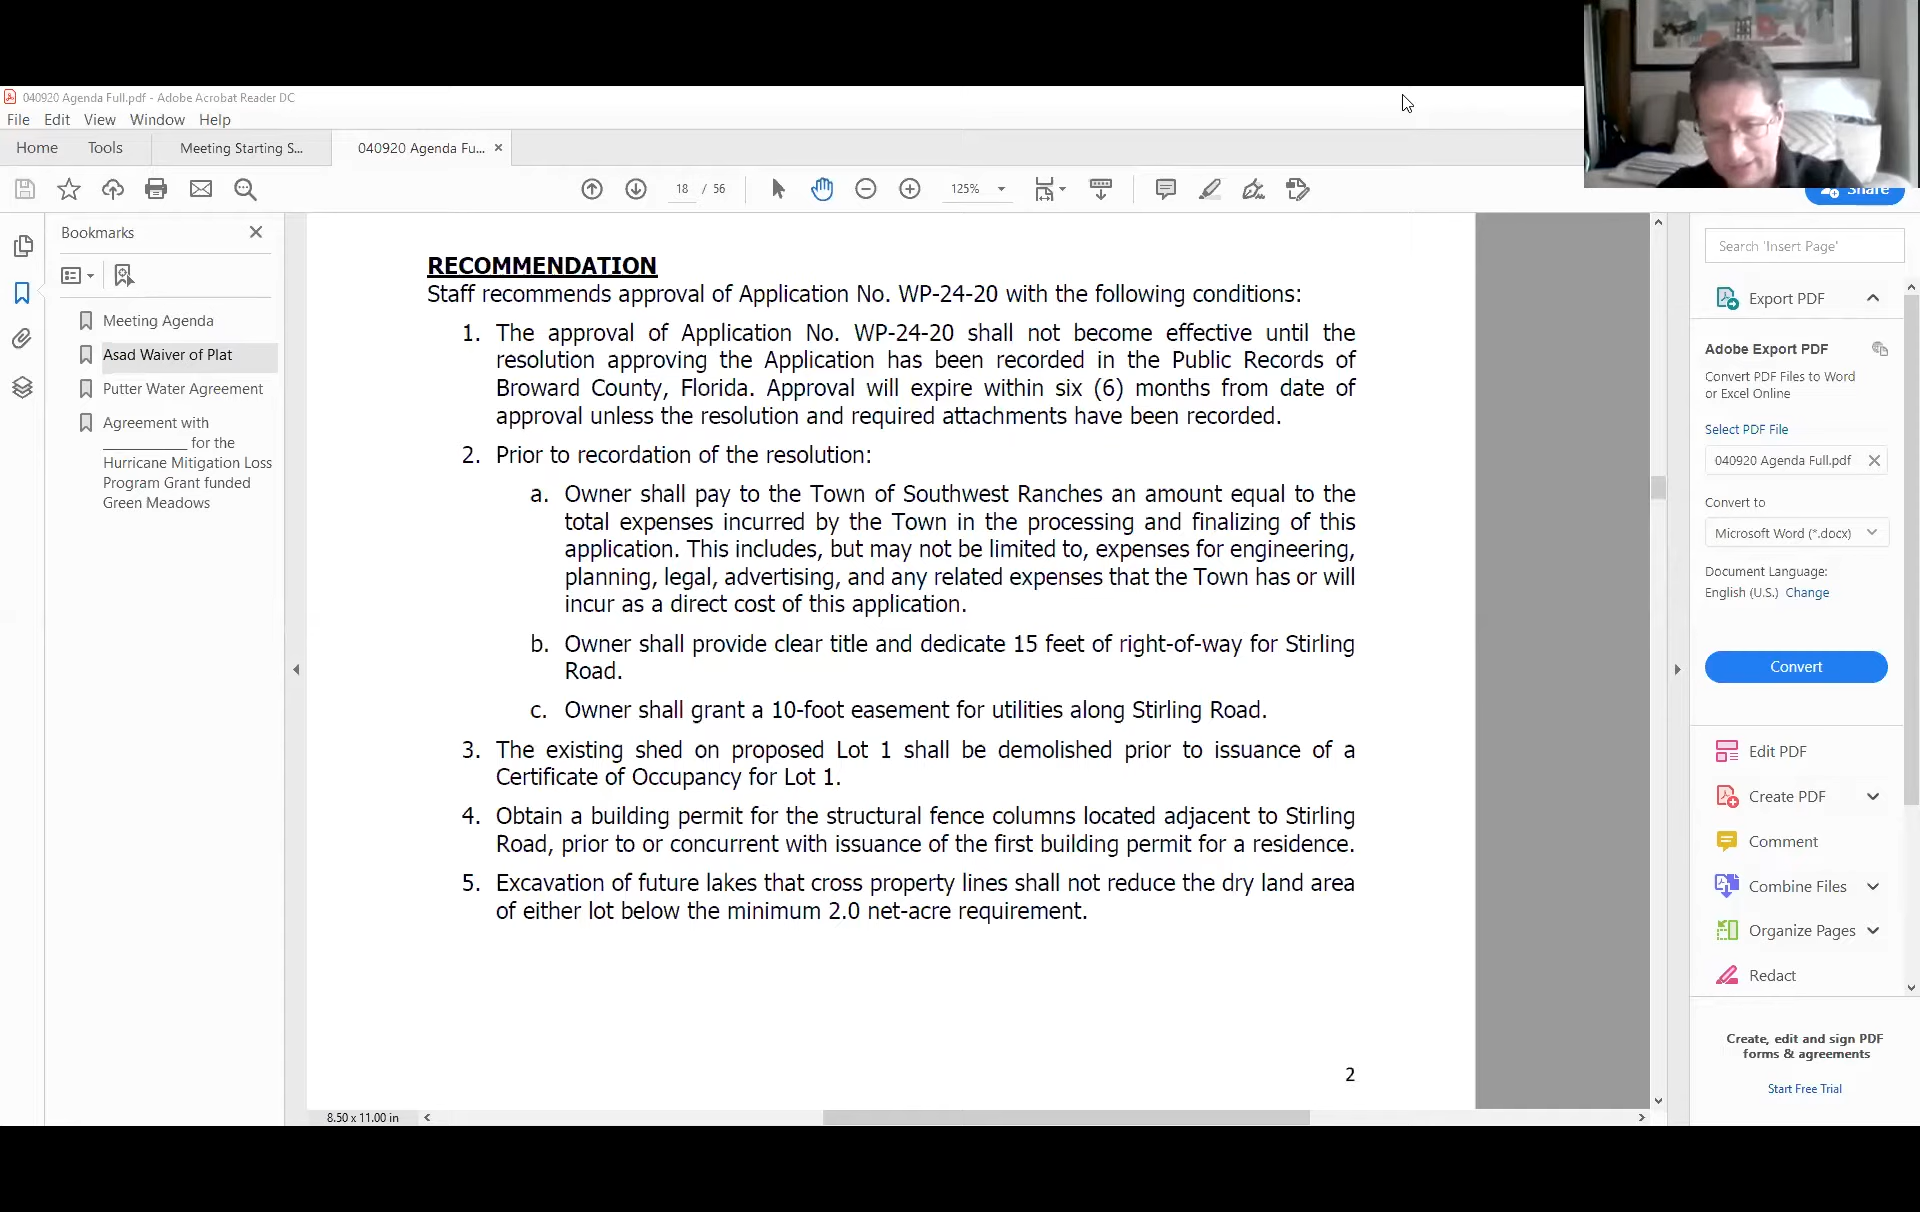 040920 Agenda Full.pdf - Adobe Acrobat Reader DC
File Edit View Window Help
Home Tools Meeting Starting S... 040920 Agenda Fu...
18 / 56 125%
Share
Bookmarks
Meeting Agenda
Asad Waiver of Plat
Putter Water Agreement
Agreement with
____________ for the
Hurricane Mitigation Loss
Program Grant funded
Green Meadows
RECOMMENDATION
Staff recommends approval of Application No. WP-24-20 with the following conditions:
1. The approval of Application No. WP-24-20 shall not become effective until the
resolution approving the Application has been recorded in the Public Records of
Broward County, Florida. Approval will expire within six (6) months from date of
approval unless the resolution and required attachments have been recorded.
2. Prior to recordation of the resolution:
a. Owner shall pay to the Town of Southwest Ranches an amount equal to the
total expenses incurred by the Town in the processing and finalizing of this
application. This includes, but may not be limited to, expenses for engineering,
planning, legal, advertising, and any related expenses that the Town has or will
incur as a direct cost of this application.
b. Owner shall provide clear title and dedicate 15 feet of right-of-way for Stirling
Road.
c. Owner shall grant a 10-foot easement for utilities along Stirling Road.
3. The existing shed on proposed Lot 1 shall be demolished prior to issuance of a
Certificate of Occupancy for Lot 1.
4. Obtain a building permit for the structural fence columns located adjacent to Stirling
Road, prior to or concurrent with issuance of the first building permit for a residence.
5. Excavation of future lakes that cross property lines shall not reduce the dry land area
of either lot below the minimum 2.0 net-acre requirement.
2
8.50 x 11.00 in
Search 'Insert Page'
Export PDF
Adobe Export PDF
Convert PDF Files to Word
or Excel Online
Select PDF File
040920 Agenda Full.pdf
Convert to
Microsoft Word (*.docx)
Document Language:
English (U.S.) Change
Convert
Edit PDF
Create PDF
Comment
Combine Files
Organize Pages
Redact
Create, edit and sign PDF
forms & agreements
Start Free Trial